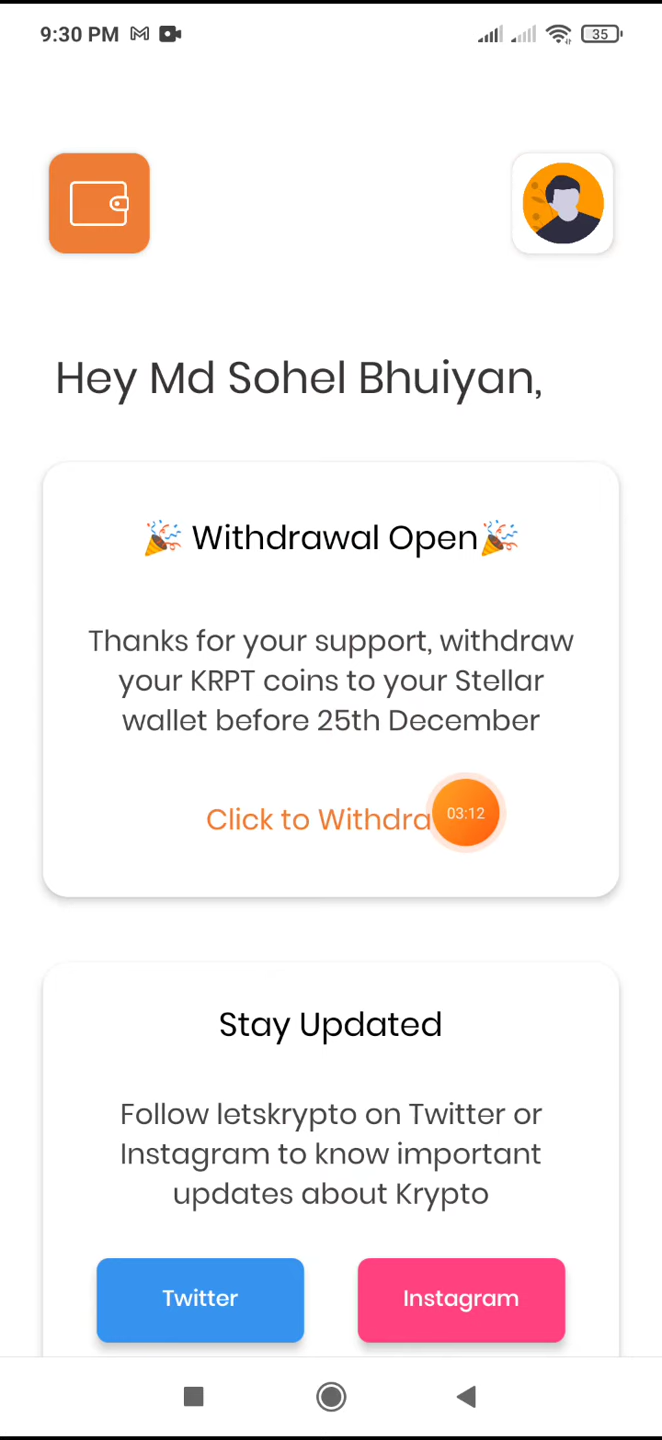 9:30 PM 35
Hey Md Sohel Bhuiyan,
🎉 Withdrawal Open🎉
Thanks for your support, withdraw
your KRPT coins to your Stellar
wallet before 25th December
Click to Withdra
03:12
Stay Updated
Follow letskrypto on Twitter or
Instagram to know important
updates about Krypto
Twitter Instagram